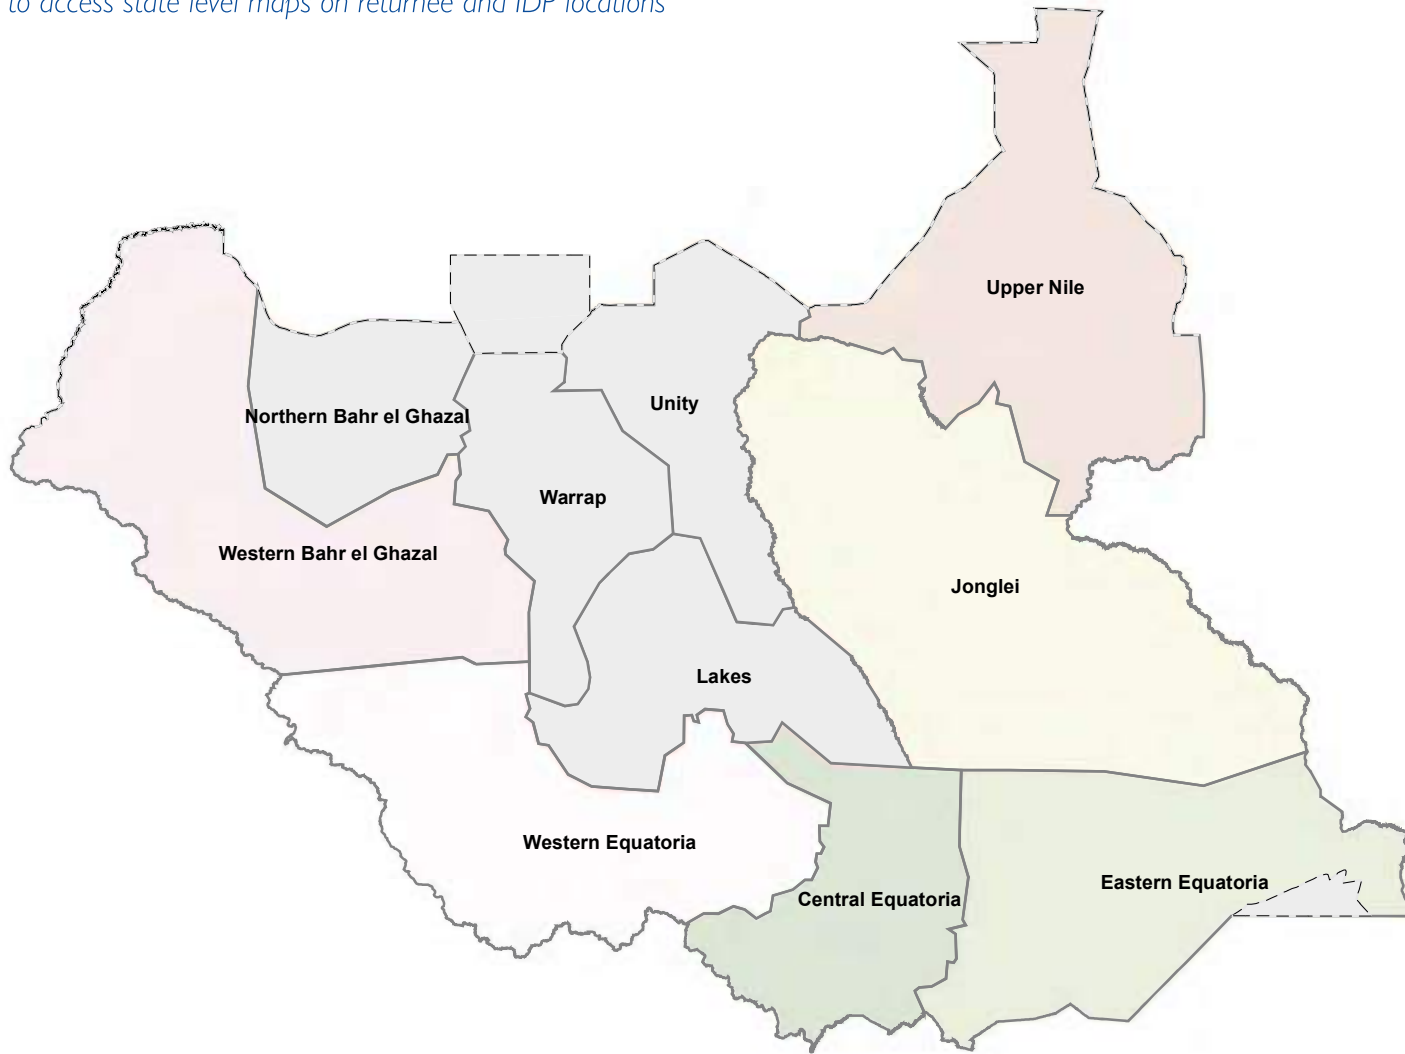 to access state level maps on returnee and IDP locations
Upper Nile
Unity
Northern Bahr el Ghazal
Warrap
Western Bahr el Ghazal
Jonglei
Lakes
Western Equatoria
Eastern Equatoria
Central Equatoria